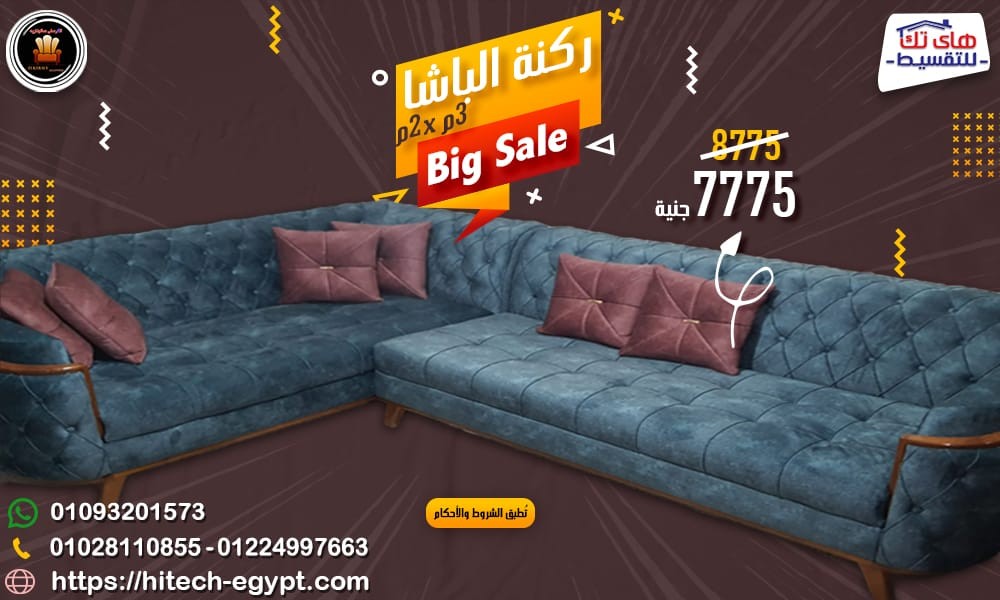 هاى تك
للتقسيط
ركنة الباشا
3م x 2م
Big Sale
8775
7775 جنية
تُطبق الشروط والأحكام
01093201573
01028110855 - 01224997663
https://hitech-egypt.com